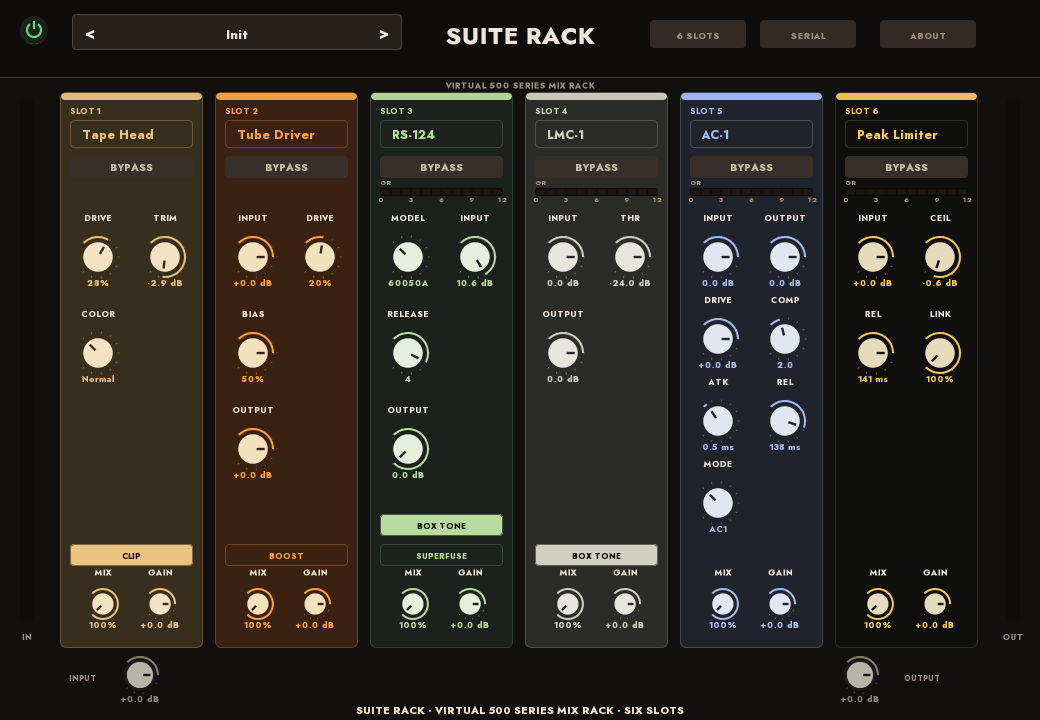 < Init >
SUITE RACK
6 SLOTS SERIAL ABOUT
VIRTUAL 500 SERIES MIX RACK
SLOT 1
Tape Head
BYPASS
DRIVE TRIM
28% -2.9 dB
COLOR
Normal
CLIP
MIX GAIN
100% +0.0 dB
SLOT 2
Tube Driver
BYPASS
INPUT DRIVE
+0.0 dB 20%
BIAS
50%
OUTPUT
+0.0 dB
BOOST
MIX GAIN
100% +0.0 dB
SLOT 3
RS-124
BYPASS
GR
0 3 6 9 12
MODEL INPUT
60050A 10.6 dB
RELEASE
4
OUTPUT
0.0 dB
BOX TONE
SUPERFUSE
MIX GAIN
100% +0.0 dB
SLOT 4
LMC-1
BYPASS
GR
0 3 6 9 12
INPUT THR
0.0 dB -24.0 dB
OUTPUT
0.0 dB
BOX TONE
MIX GAIN
100% +0.0 dB
SLOT 5
AC-1
BYPASS
GR
0 3 6 9 12
INPUT OUTPUT
0.0 dB 0.0 dB
DRIVE COMP
+0.0 dB 2.0
ATK REL
0.5 ms 138 ms
MODE
AC1
MIX GAIN
100% +0.0 dB
SLOT 6
Peak Limiter
BYPASS
GR
0 3 6 9 12
INPUT CEIL
+0.0 dB -0.6 dB
REL LINK
141 ms 100%
MIX GAIN
100% +0.0 dB
IN
OUT
INPUT
+0.0 dB
OUTPUT
+0.0 dB
SUITE RACK · VIRTUAL 500 SERIES MIX RACK · SIX SLOTS